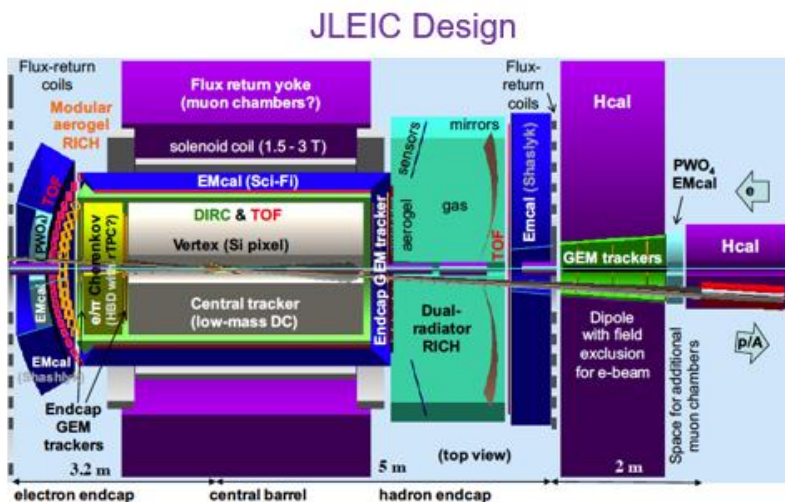 JLEIC Design
Flux-return
coils
Modular
aerogel
RICH
Flux return yoke
(muon chambers?)
solenoid coil (1.5 - 3 T)
Flux-
return
coils
Hcal
PWO4
EMcal
e
mirrors
sensors
TOF
EMcal (Sci-Fi)
DIRC & TOF
Vertex (Si pixel)
Central tracker
(low-mass DC)
EMcal
(PWO4)
e/π Cherenkov
(HBD with rTPC?)
Endcap GEM tracker
aerogel
gas
TOF
Emcal (Shaslyk)
GEM trackers
Hcal
Dual-
radiator
RICH
Dipole
with field
exclusion
for e-beam
p/A
EMcal
(Shashlyk)
Endcap
GEM
trackers
Space for additional
muon chambers
(top view)
3.2 m
5 m
2 m
electron endcap
central barrel
hadron endcap